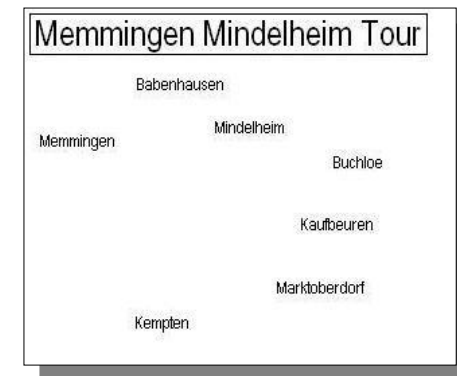 Memmingen Mindelheim Tour
Babenhausen
Mindelheim
Memmingen
Buchloe
Kaufbeuren
Marktoberdorf
Kempten